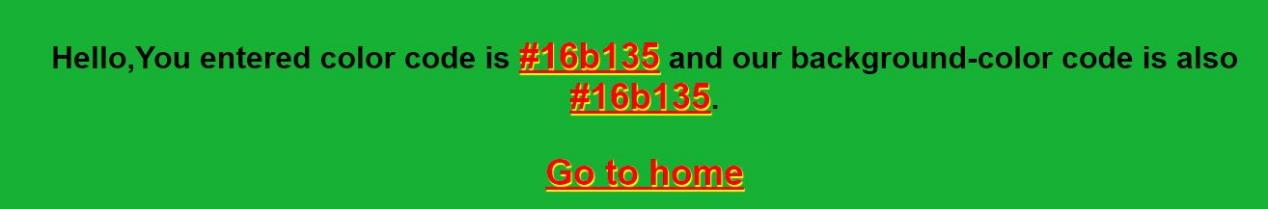 Hello,You entered color code is #16b135 and our background-color code is also
#16b135.
Go to home